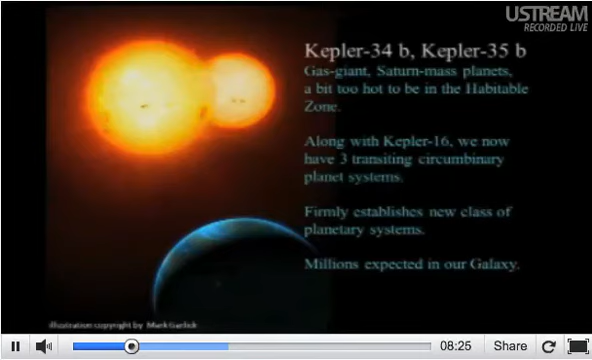 USTREAM
RECORDED LIVE
Kepler-34 b, Kepler-35 b
Gas-giant, Saturn-mass planets,
a bit too hot to be in the Habitable
Zone.
Along with Kepler-16, we now
have 3 transiting circumbinary
planet systems.
Firmly establishes new class of
planetary systems.
Millions expected in our Galaxy.
illustration copyright by Mark Garlick
08:25 Share